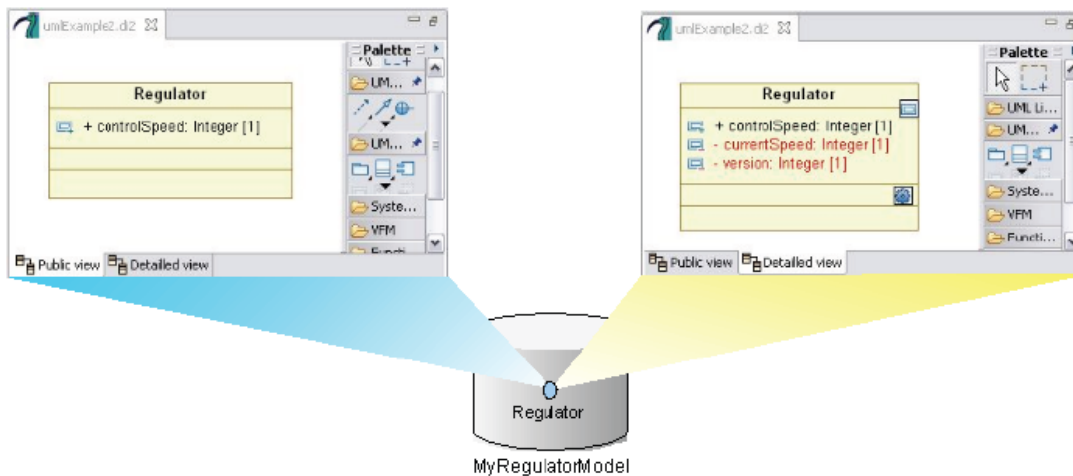 umlExample2.di2
Palette
UM...
Regulator
+ controlSpeed: Integer [1]
UM...
Syste...
VFM
Public view
Detailled view
umlExample2.di2
Palette
UML Li...
Regulator
UM...
+ controlSpeed: Integer [1]
- currentSpeed: Integer [1]
- version: Integer [1]
Syste...
VFM
Functi...
Public view
Detailled view
Regulator
MyRegulatorModel